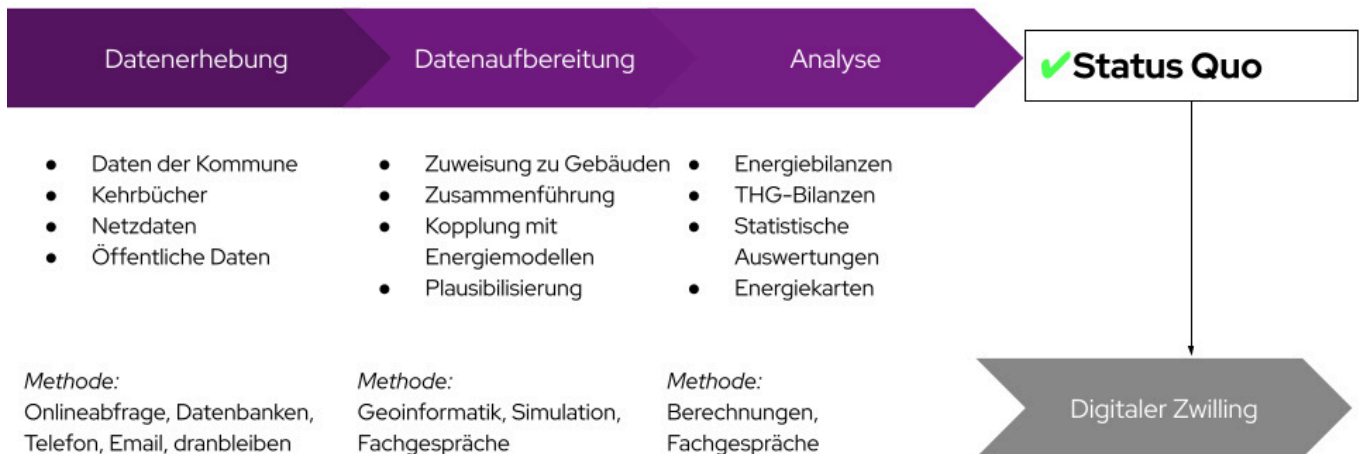 Datenerhebung
Datenaufbereitung
Analyse
✔Status Quo
● Daten der Kommune
● Kehrbücher
● Netzdaten
● Öffentliche Daten
● Zuweisung zu Gebäuden
● Zusammenführung
● Kopplung mit
Energiemodellen
● Plausibilisierung
● Energiebilanzen
● THG-Bilanzen
● Statistische
Auswertungen
● Energiekarten
Methode:
Onlineabfrage, Datenbanken,
Telefon, Email, dranbleiben
Methode:
Geoinformatik, Simulation,
Fachgespräche
Methode:
Berechnungen,
Fachgespräche
Digitaler Zwilling